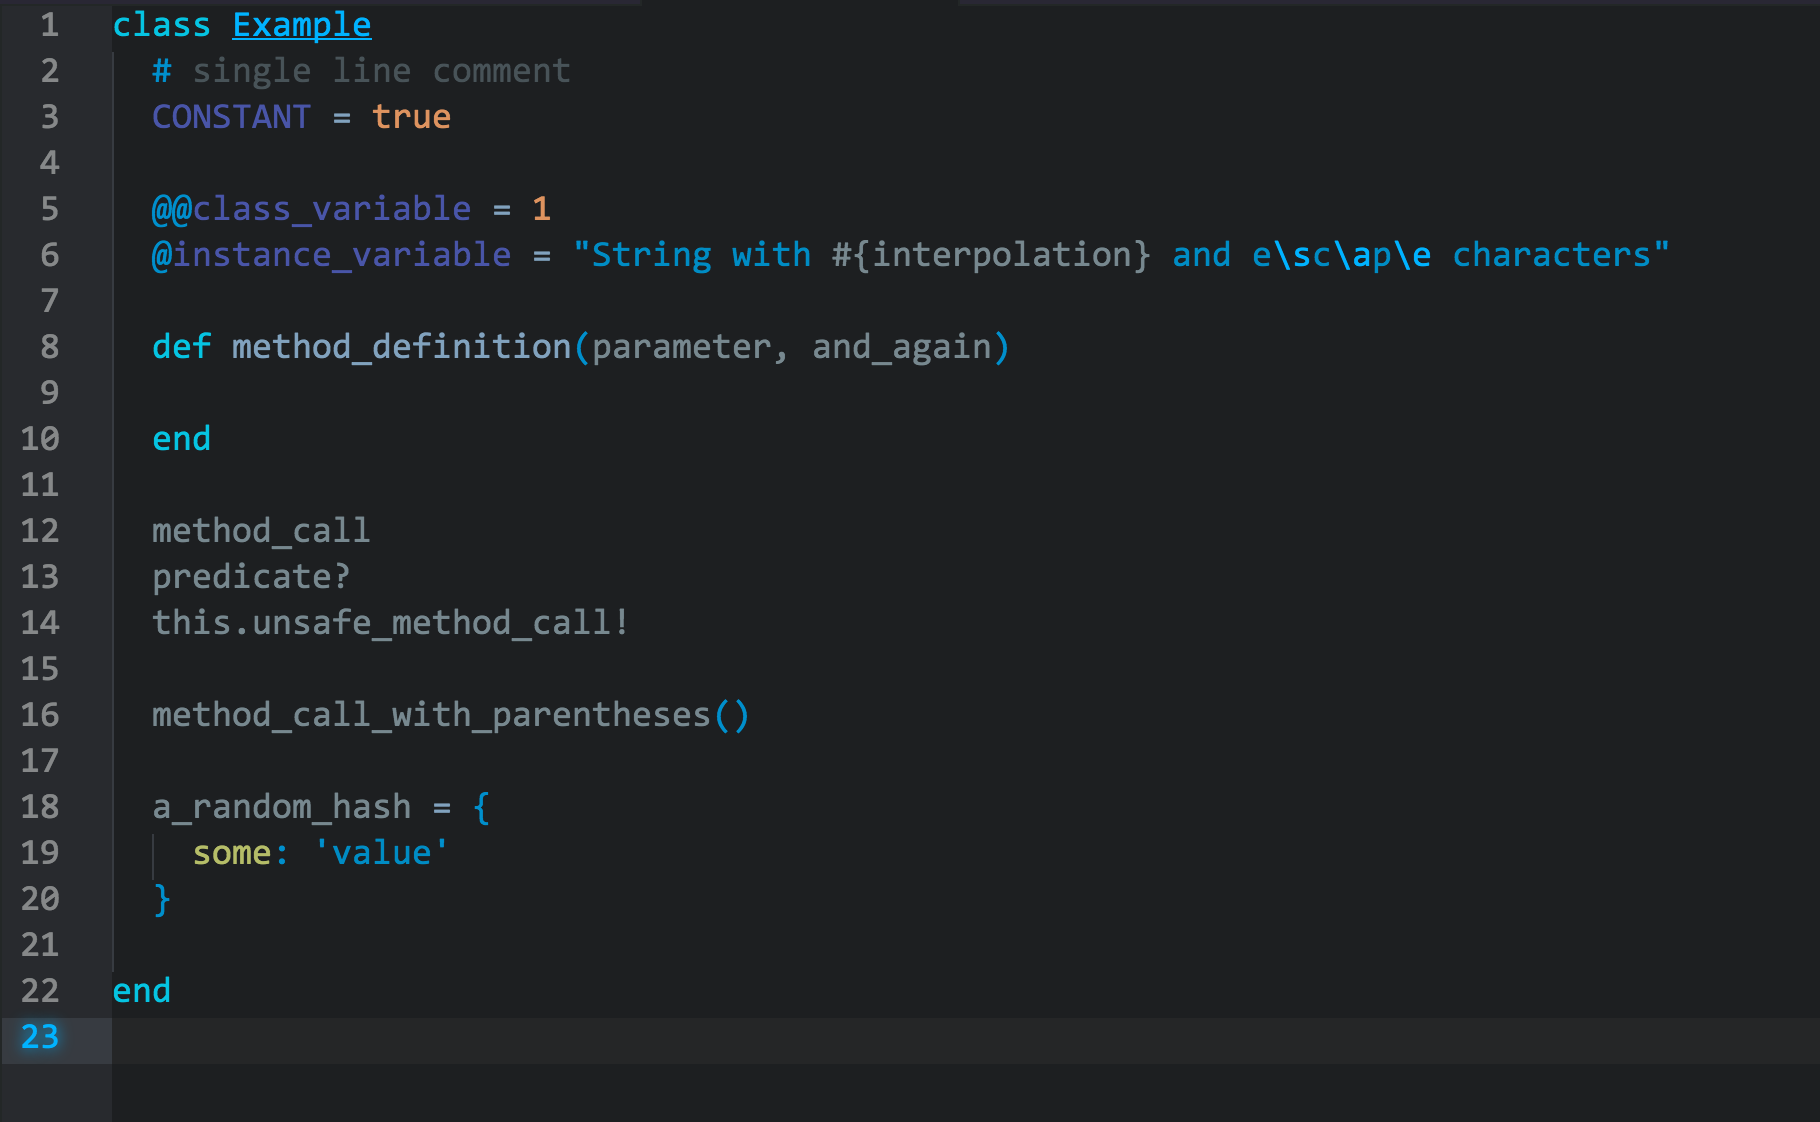 1 class Example
2   # single line comment
3   CONSTANT = true
4
5   @@class_variable = 1
6   @instance_variable = "String with #{interpolation} and e\sc\ap\e characters"
7
8   def method_definition(parameter, and_again)
9
10   end
11
12   method_call
13   predicate?
14   this.unsafe_method_call!
15
16   method_call_with_parentheses()
17
18   a_random_hash = {
19     some: 'value'
20   }
21
22 end
23